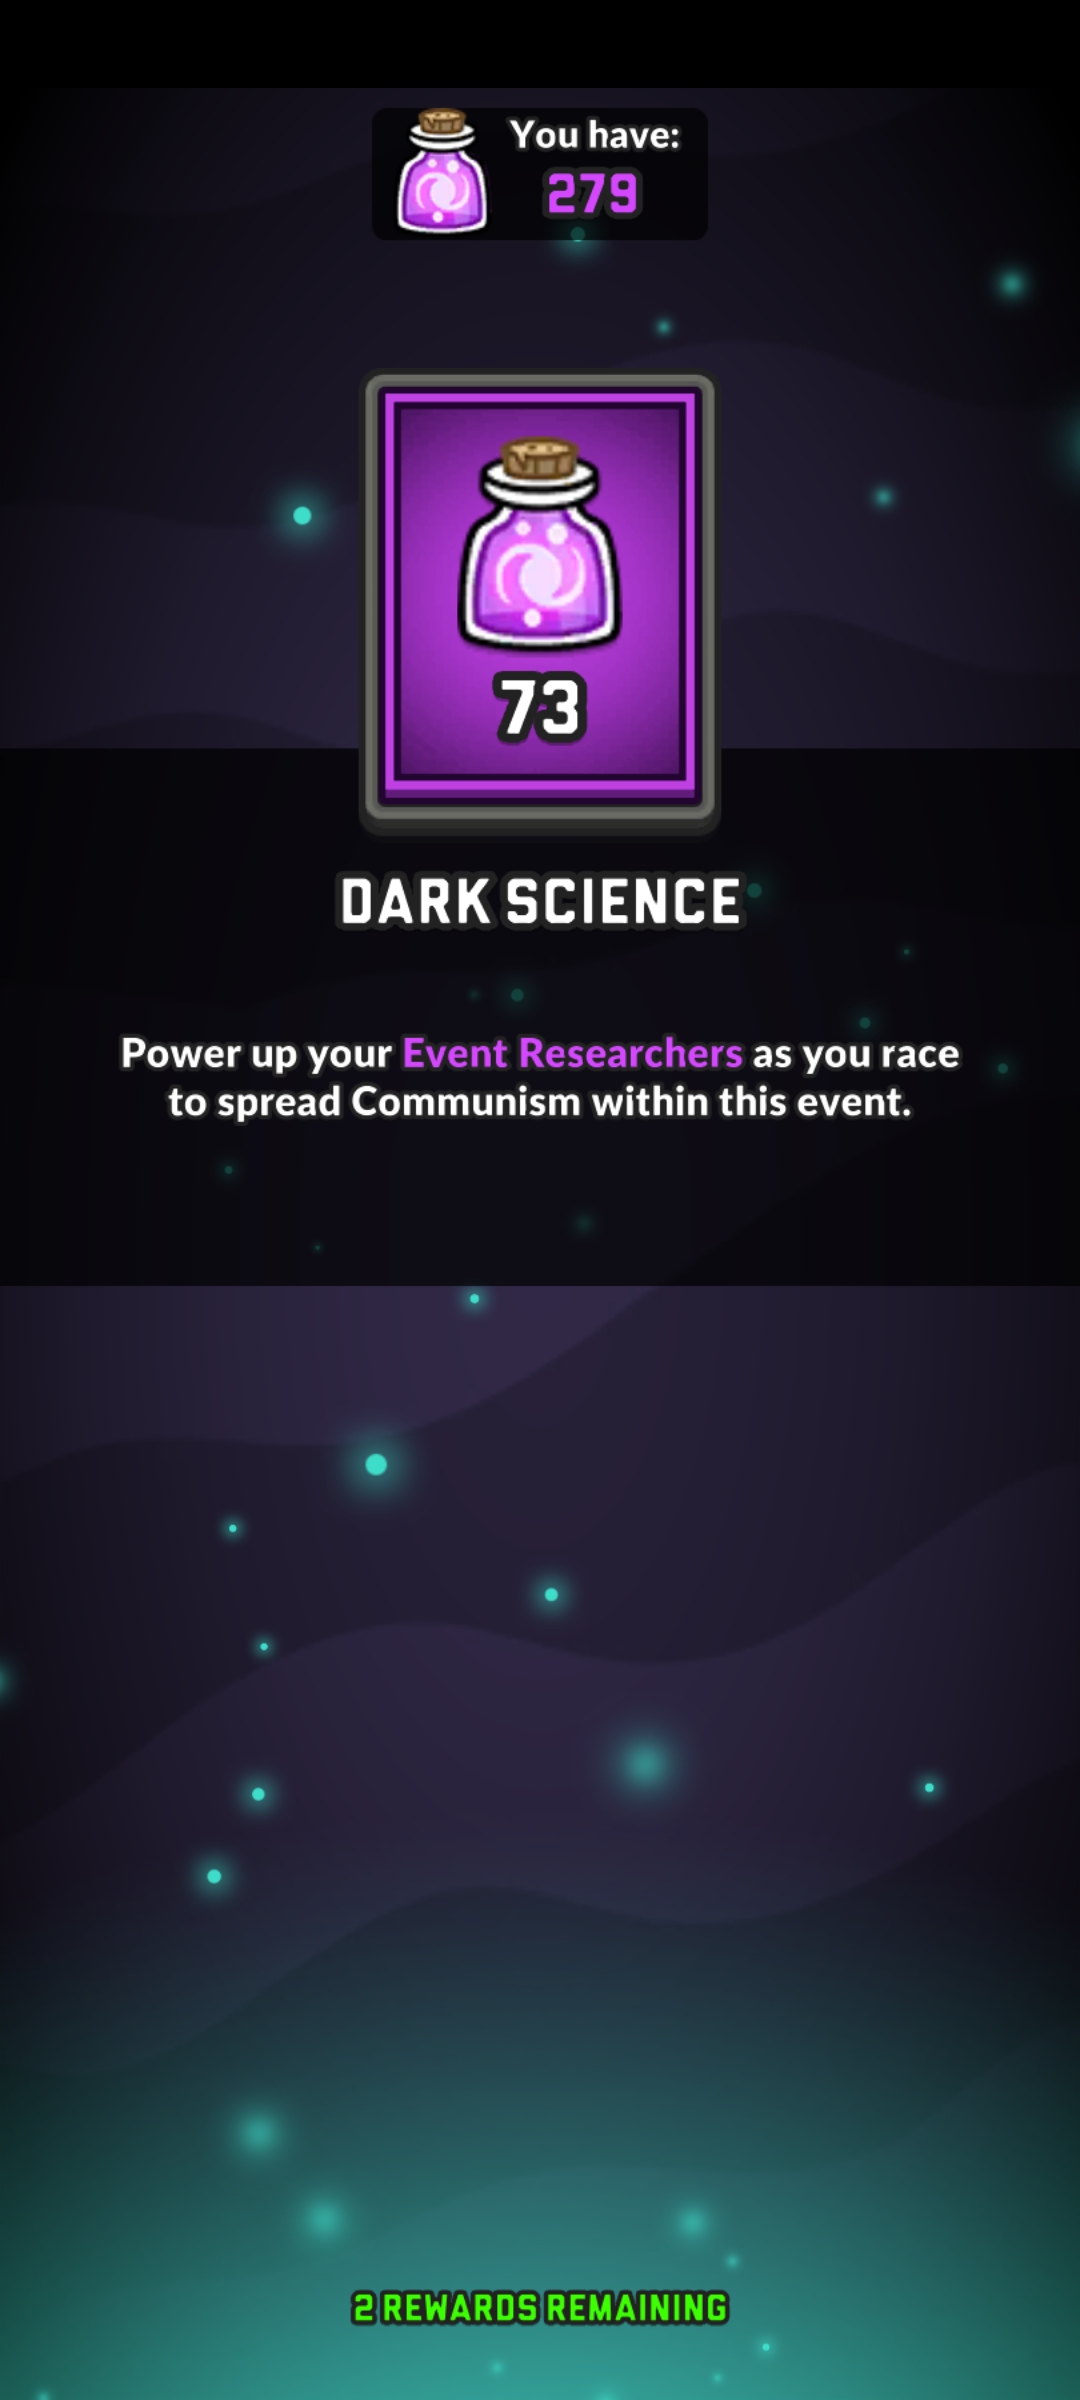 You have:
279
73
DARK SCIENCE
Power up your Event Researchers as you race
to spread Communism within this event.
2 REWARDS REMAINING